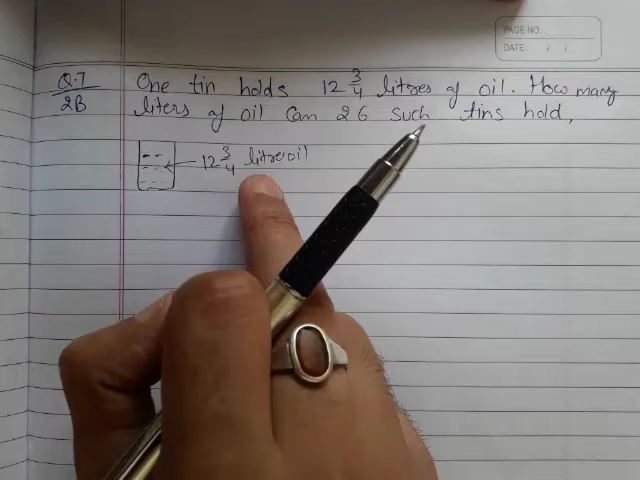 PAGE NO.
DATE: / /
Q.7 One tin holds 12 3/4 litres of oil. How many
2B liters of oil can 26 such tins hold,
12 3/4 litre oil